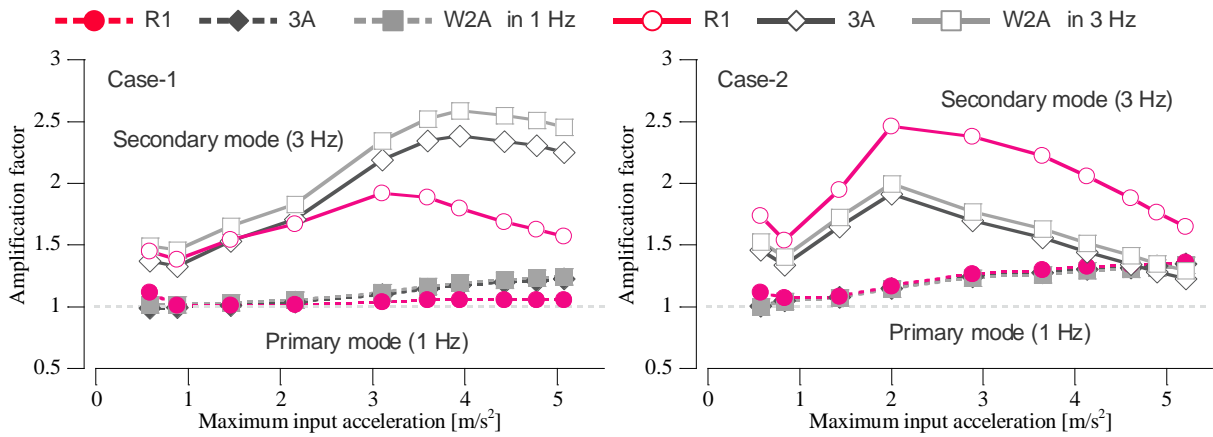 R1 3A W2A in 1 Hz R1 3A W2A in 3 Hz
Case-1
Secondary mode (3 Hz)
Primary mode (1 Hz)
Amplification factor
3
2.5
2
1.5
1
0.5
0 1 2 3 4 5
Maximum input acceleration [m/s²]
Case-2
Secondary mode (3 Hz)
Primary mode (1 Hz)
Amplification factor
3
2.5
2
1.5
1
0.5
0 1 2 3 4 5
Maximum input acceleration [m/s²]